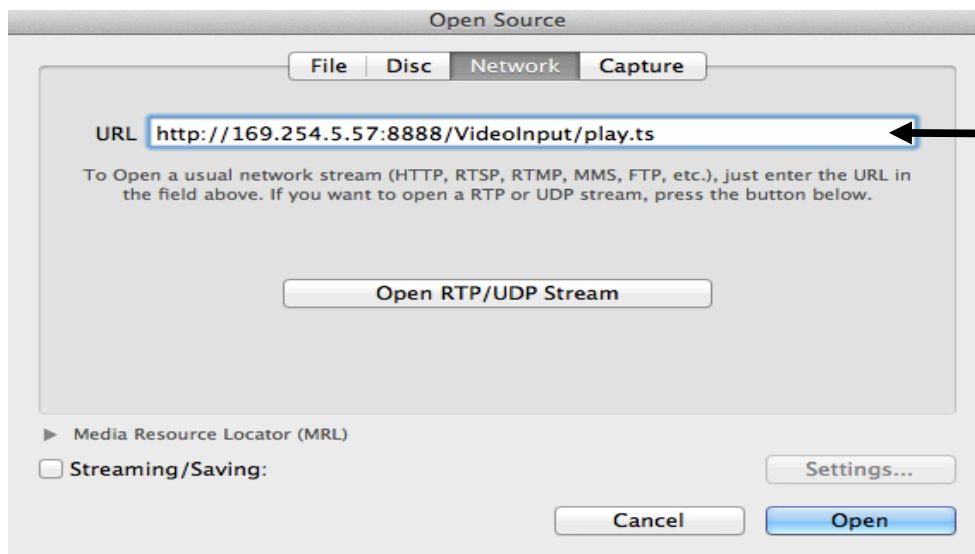 Open Source
File Disc Network Capture
URL http://169.254.5.57:8888/VideoInput/play.ts
To Open a usual network stream (HTTP, RTSP, RTMP, MMS, FTP, etc.), just enter the URL in
the field above. If you want to open a RTP or UDP stream, press the button below.
Open RTP/UDP Stream
Media Resource Locator (MRL)
Streaming/Saving:
Settings...
Cancel Open